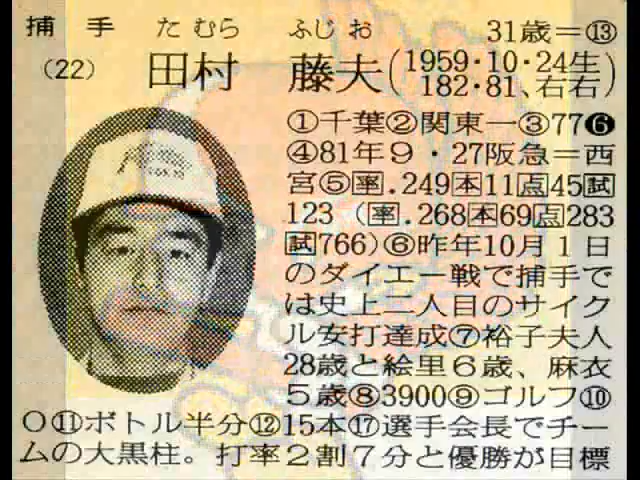 捕手 たむら ふじお 31歳＝⑬
(22) 田村 藤夫 (1959・10・24生
182・81、右右)
①千葉②関東一③77❻
④81年9・27阪急＝西
宮⑤率.249本11点45試
123（率.268本69点283
試766)⑥昨年10月1日
のダイエー戦で捕手で
は史上二人目のサイク
ル安打達成⑦裕子夫人
28歳と絵里6歳、麻衣
5歳⑧3900⑨ゴルフ⑩
O⑪ボトル半分⑫15本⑰選手会長でチー
ムの大黒柱。打率2割7分と優勝が目標